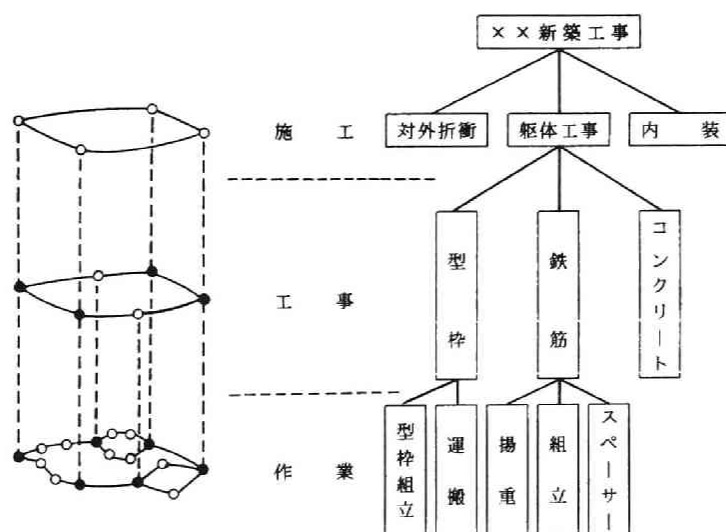 ××新築工事
施工
対外折衝
躯体工事
内装
工事
型枠
鉄筋
コンクリート
作業
型枠組立
運搬
揚重
組立
スペーサー